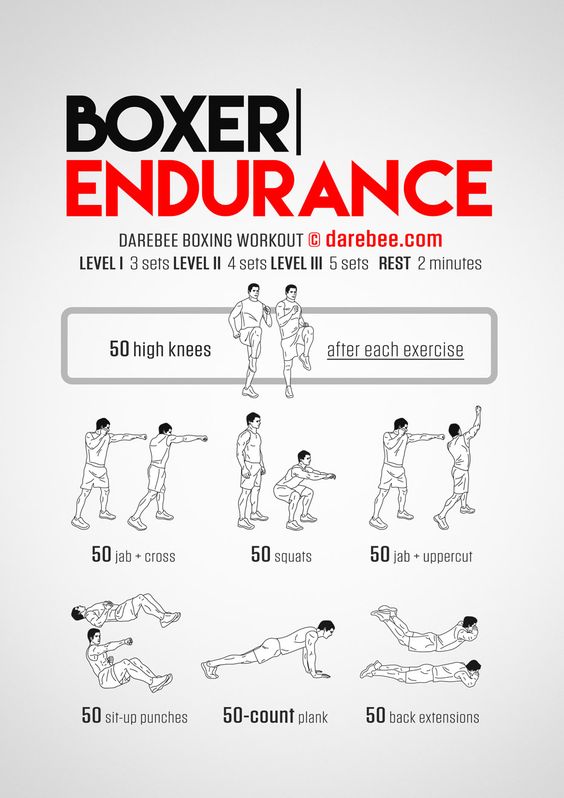 BOXER
ENDURANCE
DAREBEE BOXING WORKOUT © darebee.com
LEVEL I 3 sets LEVEL II 4 sets LEVEL III 5 sets REST 2 minutes
50 high knees after each exercise
50 jab + cross 50 squats 50 jab + uppercut
50 sit-up punches 50-count plank 50 back extensions